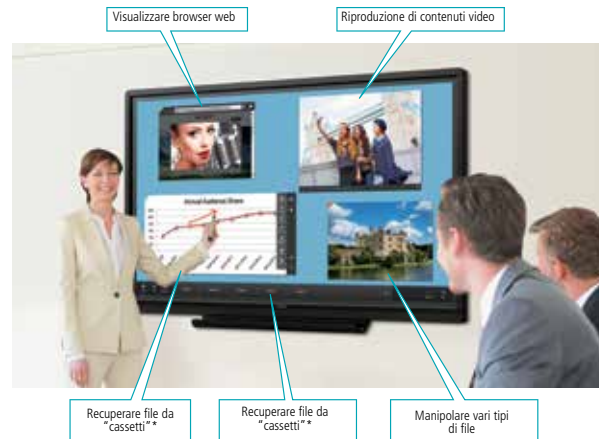 Visualizzare browser web
Riproduzione di contenuti video
Annual Audience Share
Recuperare file da
"cassetti"*
Recuperare file da
"cassetti"*
Manipolare vari tipi
di file